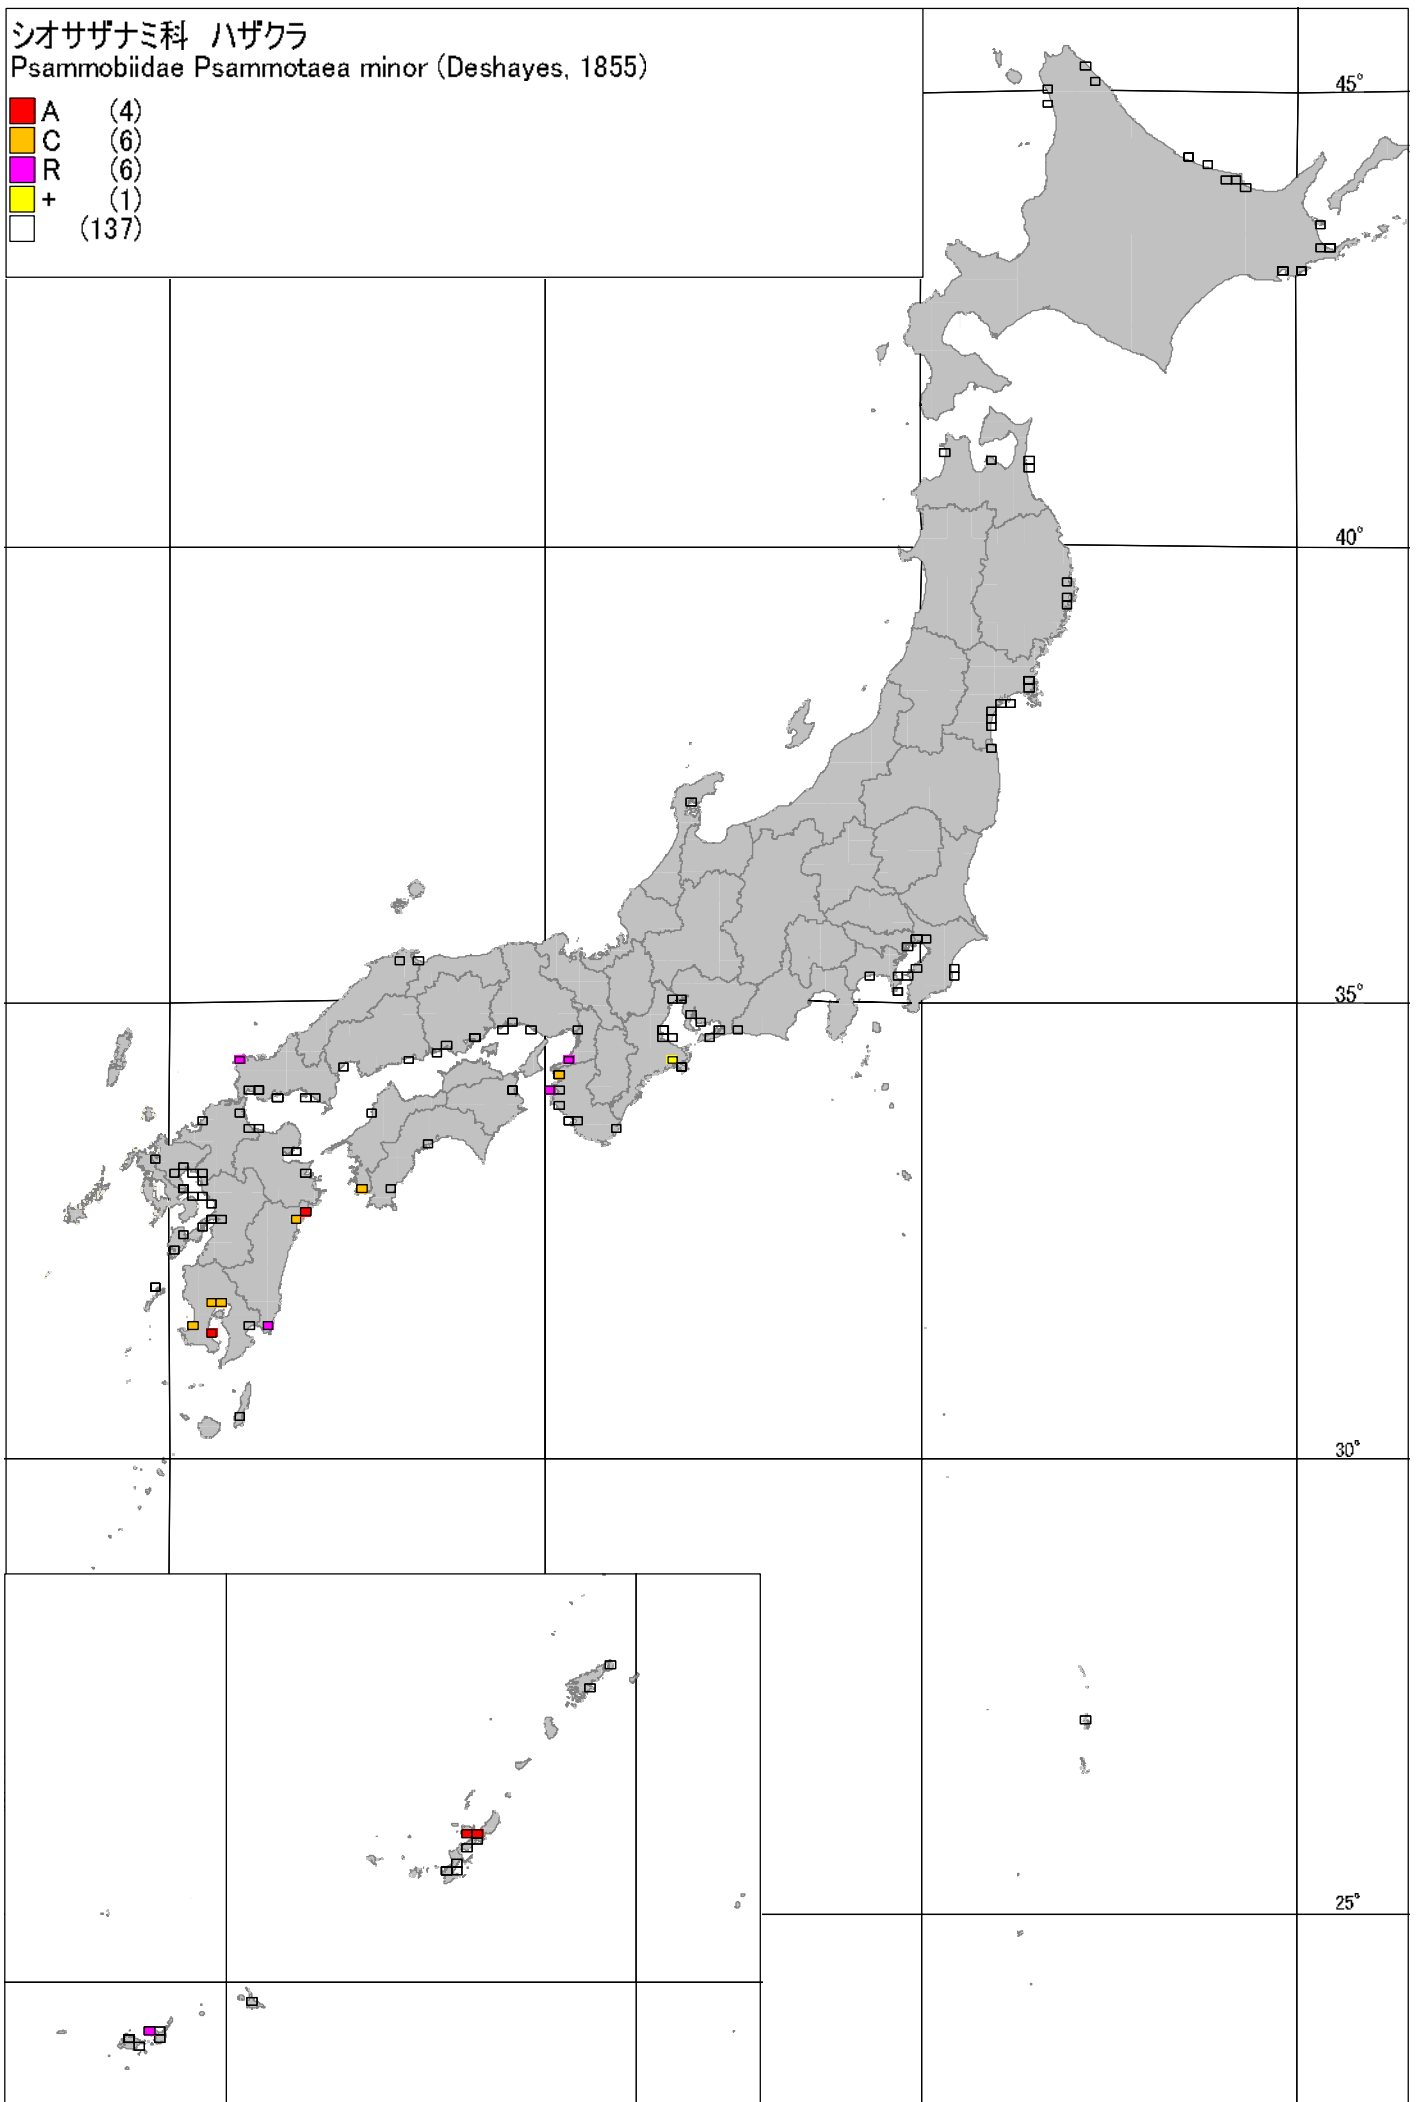 シオサザナミ科　ハザクラ
Psammobiidae Psammotaea minor (Deshayes, 1855)
A (4)
C (6)
R (6)
+ (1)
(137)
45°
40°
35°
30°
25°